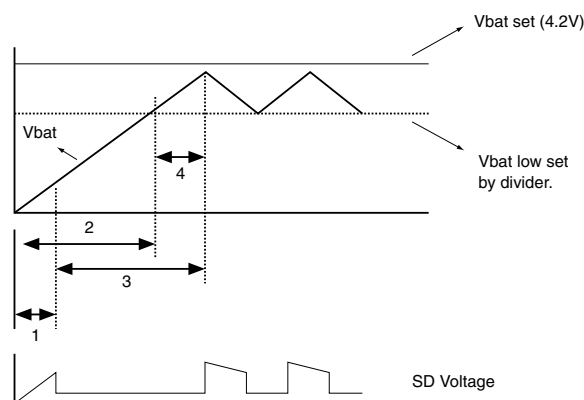 Vbat set (4.2V)
Vbat
Vbat low set
by divider.
4
2
3
1
SD Voltage